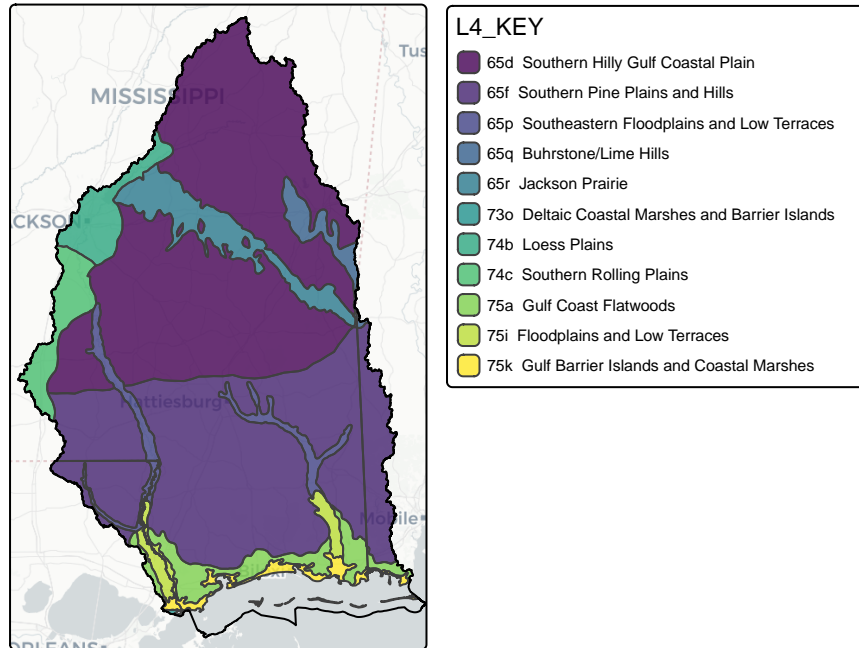 L4_KEY
65d Southern Hilly Gulf Coastal Plain
65f Southern Pine Plains and Hills
65p Southeastern Floodplains and Low Terraces
65q Buhrstone/Lime Hills
65r Jackson Prairie
73o Deltaic Coastal Marshes and Barrier Islands
74b Loess Plains
74c Southern Rolling Plains
75a Gulf Coast Flatwoods
75i Floodplains and Low Terraces
75k Gulf Barrier Islands and Coastal Marshes
Tus
MISSISSIPPI
CKSON
Hattiesburg
Mobile
Biloxi
ORLEANS